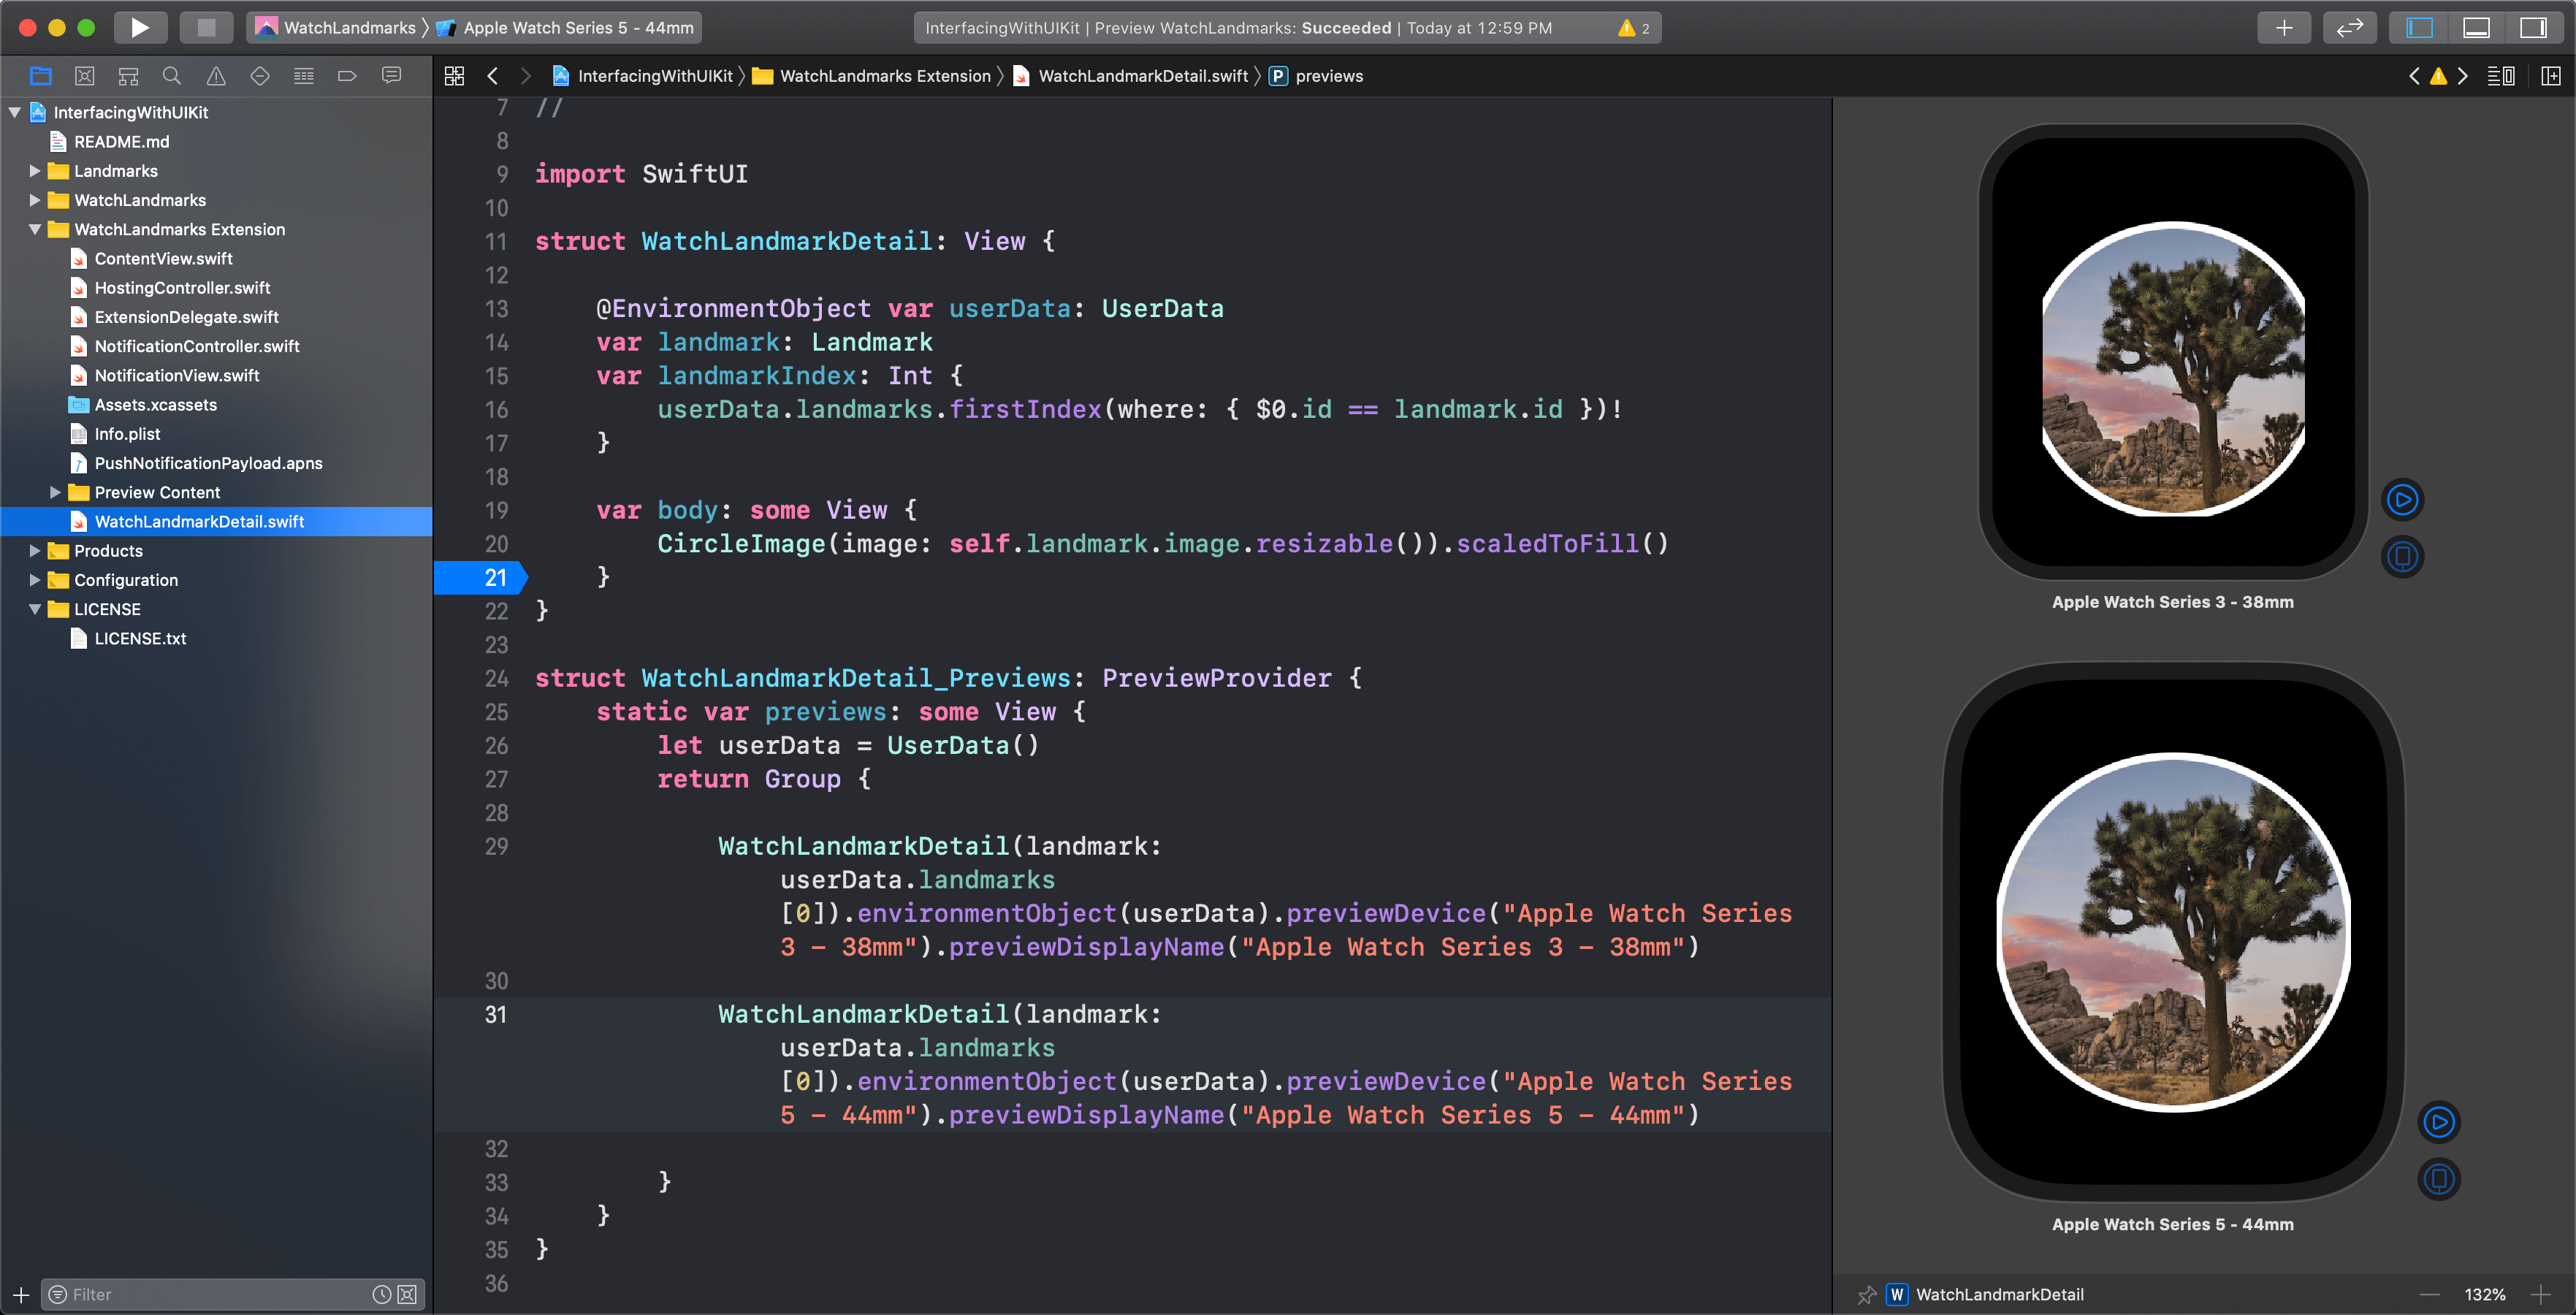 WatchLandmarks 〉 Apple Watch Series 5 - 44mm
InterfacingWithUIKit | Preview WatchLandmarks: Succeeded | Today at 12:59 PM
2
InterfacingWithUIKit 〉 WatchLandmarks Extension 〉 WatchLandmarkDetail.swift 〉 P previews
InterfacingWithUIKit
README.md
Landmarks
WatchLandmarks
WatchLandmarks Extension
ContentView.swift
HostingController.swift
ExtensionDelegate.swift
NotificationController.swift
NotificationView.swift
Assets.xcassets
Info.plist
PushNotificationPayload.apns
Preview Content
WatchLandmarkDetail.swift
Products
Configuration
LICENSE
LICENSE.txt
Filter
7 //
8
9 import SwiftUI
10
11 struct WatchLandmarkDetail: View {
12
13 @EnvironmentObject var userData: UserData
14 var landmark: Landmark
15 var landmarkIndex: Int {
16 userData.landmarks.firstIndex(where: { $0.id == landmark.id })!
17 }
18
19 var body: some View {
20 CircleImage(image: self.landmark.image.resizable()).scaledToFill()
21 }
22 }
23
24 struct WatchLandmarkDetail_Previews: PreviewProvider {
25 static var previews: some View {
26 let userData = UserData()
27 return Group {
28
29 WatchLandmarkDetail(landmark:
userData.landmarks
[0]).environmentObject(userData).previewDevice("Apple Watch Series
3 - 38mm").previewDisplayName("Apple Watch Series 3 - 38mm")
30
31 WatchLandmarkDetail(landmark:
userData.landmarks
[0]).environmentObject(userData).previewDevice("Apple Watch Series
5 - 44mm").previewDisplayName("Apple Watch Series 5 - 44mm")
32
33 }
34 }
35 }
36
Apple Watch Series 3 - 38mm
Apple Watch Series 5 - 44mm
W WatchLandmarkDetail
132%